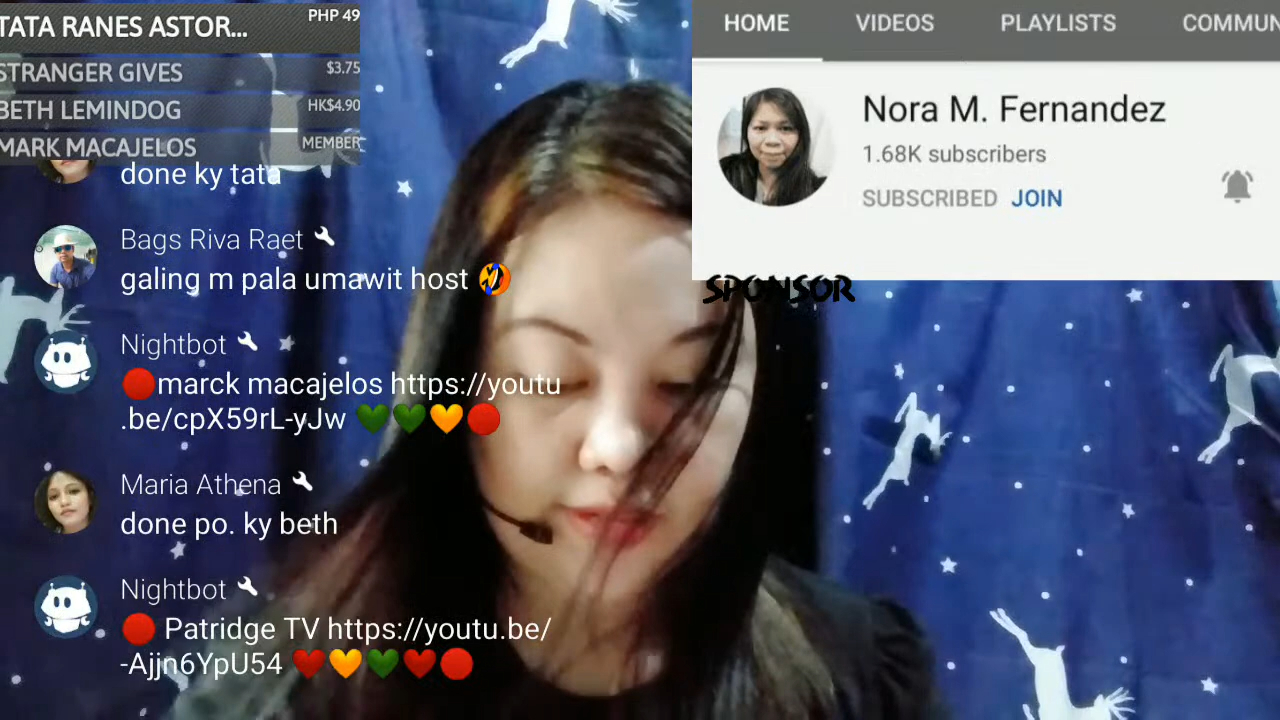 TATA RANES ASTOR... PHP 49
STRANGER GIVES $3.75
BETH LEMINDOG HK$4.90
MARK MACAJELOS MEMBER
done ky tata
Bags Riva Raet
galing m pala umawit host
Nightbot
marck macajelos https://youtu
.be/cpX59rL-yJw
Maria Athena
done po. ky beth
Nightbot
Patridge TV https://youtu.be/
-Ajjn6YpU54
HOME VIDEOS PLAYLISTS COMMUN
Nora M. Fernandez
1.68K subscribers
SUBSCRIBED JOIN
SPONSOR